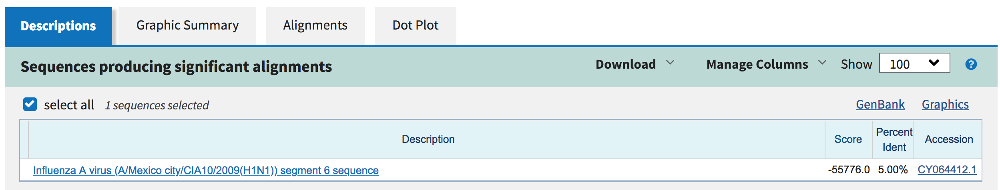 Descriptions Graphic Summary Alignments Dot Plot
Sequences producing significant alignments Download Manage Columns Show 100 ?
select all 1 sequences selected GenBank Graphics
Description Score Percent Ident Accession
Influenza A virus (A/Mexico city/CIA10/2009(H1N1)) segment 6 sequence -55776.0 5.00% CY064412.1